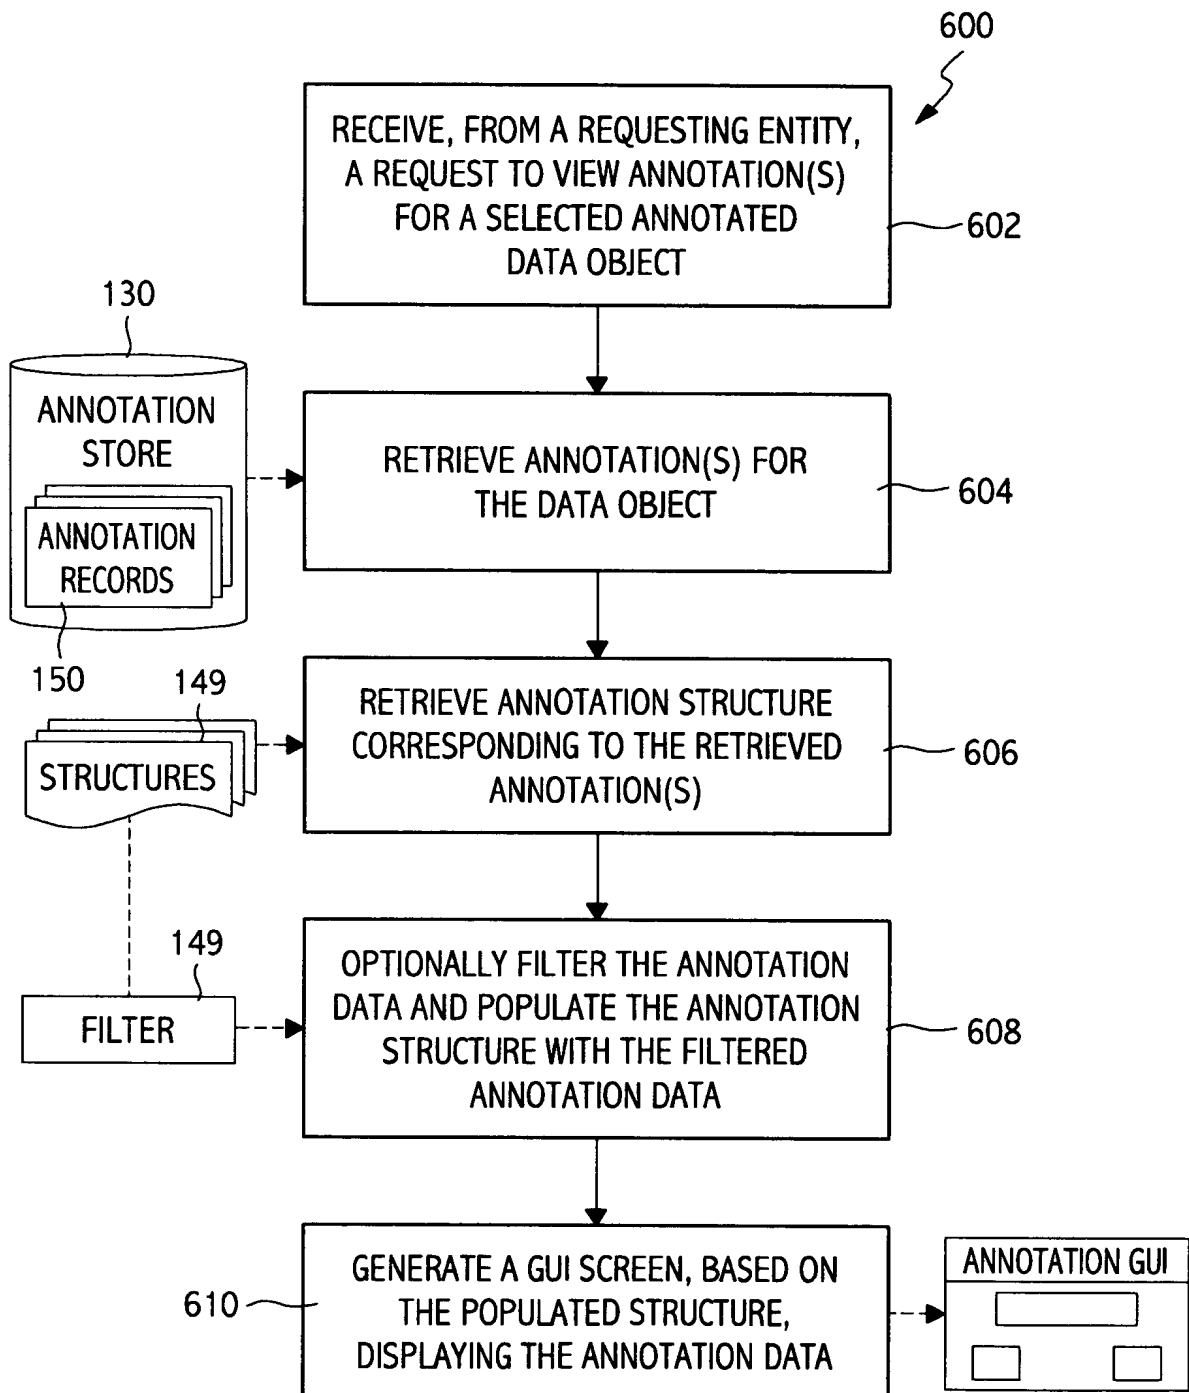 600
RECEIVE, FROM A REQUESTING ENTITY,
A REQUEST TO VIEW ANNOTATION(S)
FOR A SELECTED ANNOTATED
DATA OBJECT
602
130
ANNOTATION
STORE
ANNOTATION
RECORDS
150
RETRIEVE ANNOTATION(S) FOR
THE DATA OBJECT
604
149
STRUCTURES
RETRIEVE ANNOTATION STRUCTURE
CORRESPONDING TO THE RETRIEVED
ANNOTATION(S)
606
149
FILTER
OPTIONALLY FILTER THE ANNOTATION
DATA AND POPULATE THE ANNOTATION
STRUCTURE WITH THE FILTERED
ANNOTATION DATA
608
610
GENERATE A GUI SCREEN, BASED ON
THE POPULATED STRUCTURE,
DISPLAYING THE ANNOTATION DATA
ANNOTATION GUI